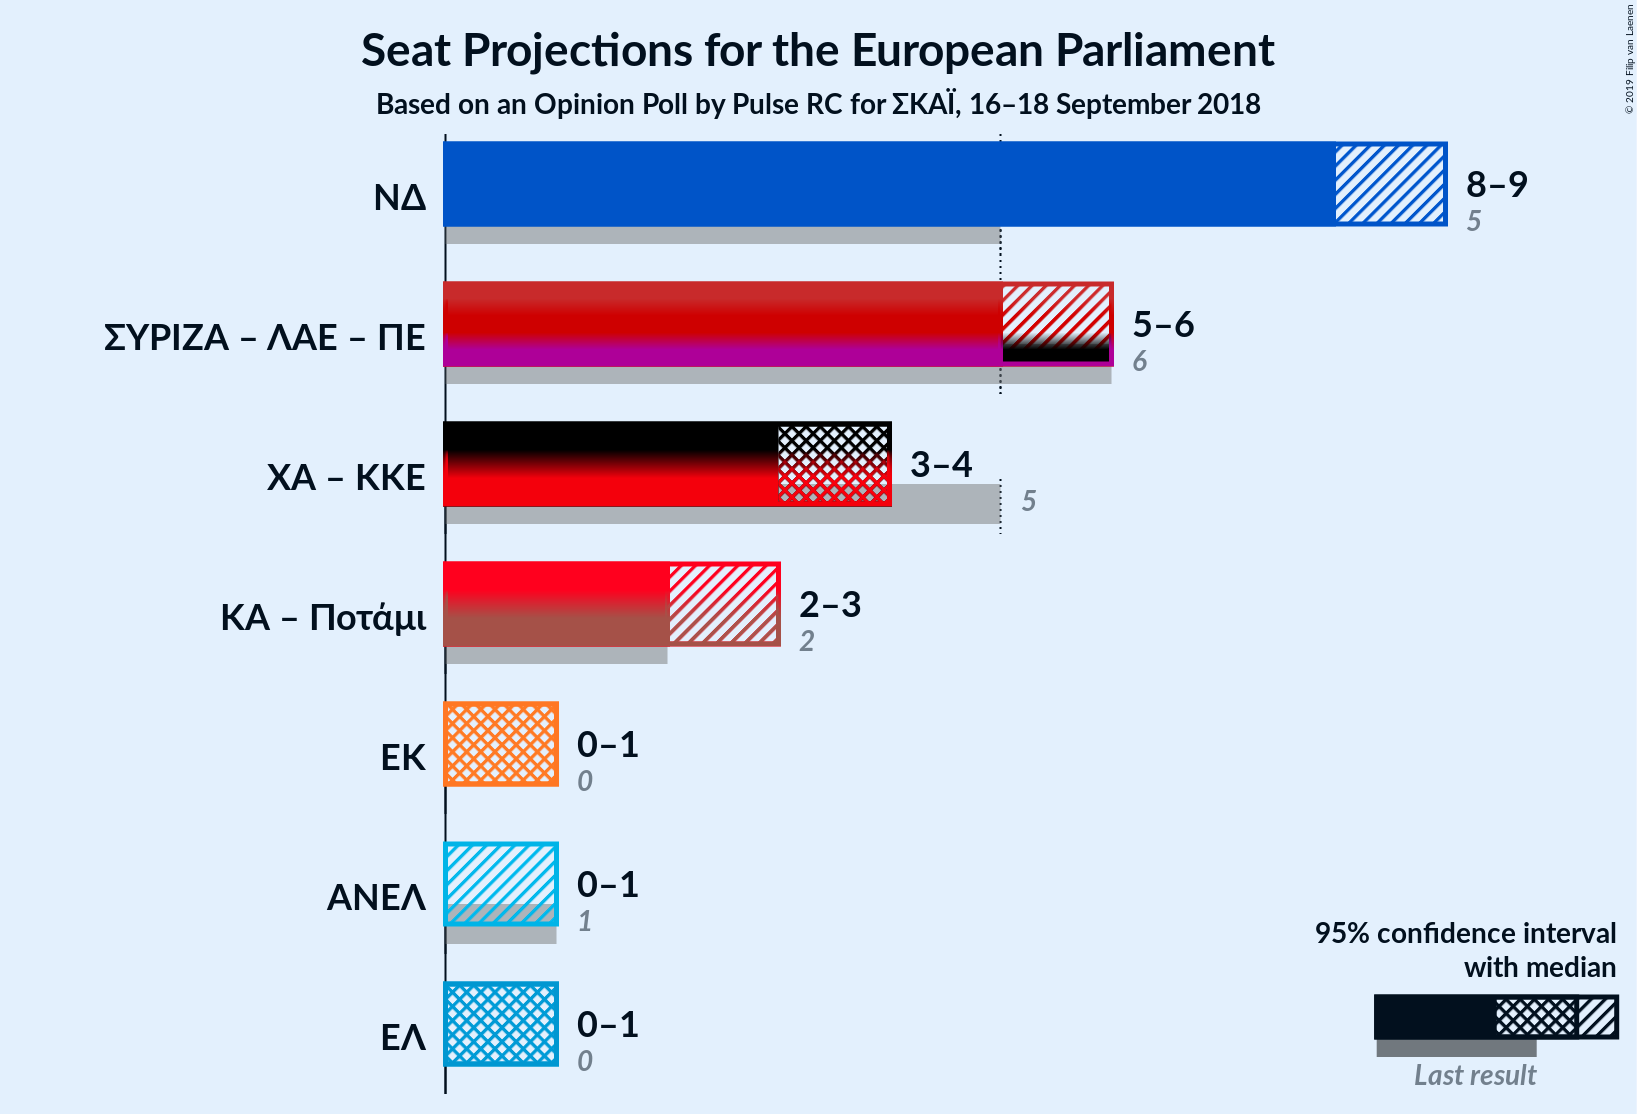 Seat Projections for the European Parliament
Based on an Opinion Poll by Pulse RC for ΣΚΑΪ, 16–18 September 2018
© 2019 Filip van Laenen
ΝΔ
8–9
5
ΣΥΡΙΖΑ – ΛΑΕ – ΠΕ
5–6
6
ΧΑ – ΚΚΕ
3–4
5
ΚΑ – Ποτάμι
2–3
2
ΕΚ
0–1
0
ΑΝΕΛ
0–1
1
ΕΛ
0–1
0
95% confidence interval
with median
Last result